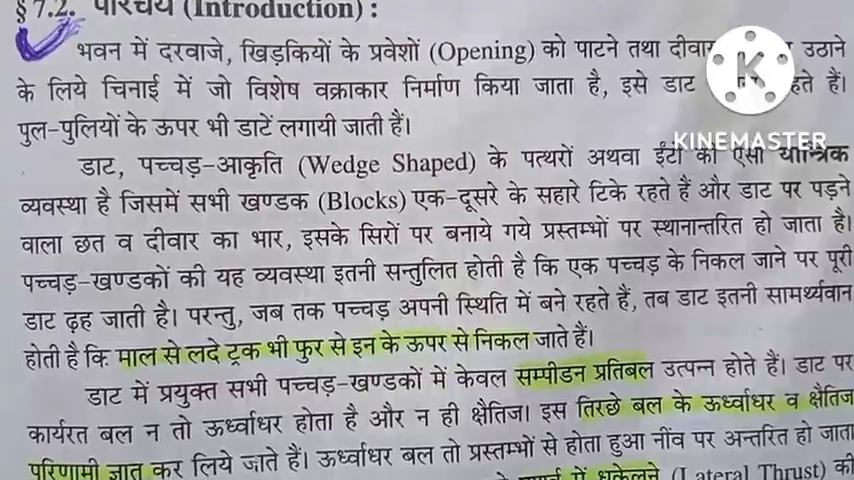 § 7.2. परिचय (Introduction) :
भवन में दरवाजे, खिड़कियों के प्रवेशों (Opening) को पाटने तथा उठाने
के लिये चिनाई में जो विशेष वक्राकार निर्माण किया जाता है, इसे डाट हते हैं।
पुल-पुलियों के ऊपर भी डाटें लगायी जाती हैं।
KINEMASTER
डाट, पच्चड़-आकृति (Wedge Shaped) के पत्थरों अथवा ईंटों की ऐसी यान्त्रिक
व्यवस्था है जिसमें सभी खण्डक (Blocks) एक-दूसरे के सहारे टिके रहते हैं और डाट पर पड़ने
वाला छत व दीवार का भार, इसके सिरों पर बनाये गये प्रस्तम्भों पर स्थानान्तरित हो जाता है।
पच्चड़-खण्डकों की यह व्यवस्था इतनी सन्तुलित होती है कि एक पच्चड़ के निकल जाने पर पूरी
डाट ढ़ह जाती है। परन्तु, जब तक पच्चड़ अपनी स्थिति में बने रहते हैं, तब डाट इतनी सामर्थ्यवान
होती है कि माल से लदे ट्रक भी फुर से इन के ऊपर से निकल जाते हैं।
डाट में प्रयुक्त सभी पच्चड़-खण्डकों में केवल सम्पीडन प्रतिबल उत्पन्न होते हैं। डाट पर
कार्यरत बल न तो ऊर्ध्वाधर होता है और न ही क्षैतिज। इस तिरछे बल के ऊर्ध्वाधर व क्षैतिज
परिणामी ज्ञात कर लिये जाते हैं। ऊर्ध्वाधर बल तो प्रस्तम्भों से होता हुआ नींव पर अन्तरित हो जाता
में धकेलने (Lateral Thrust) की